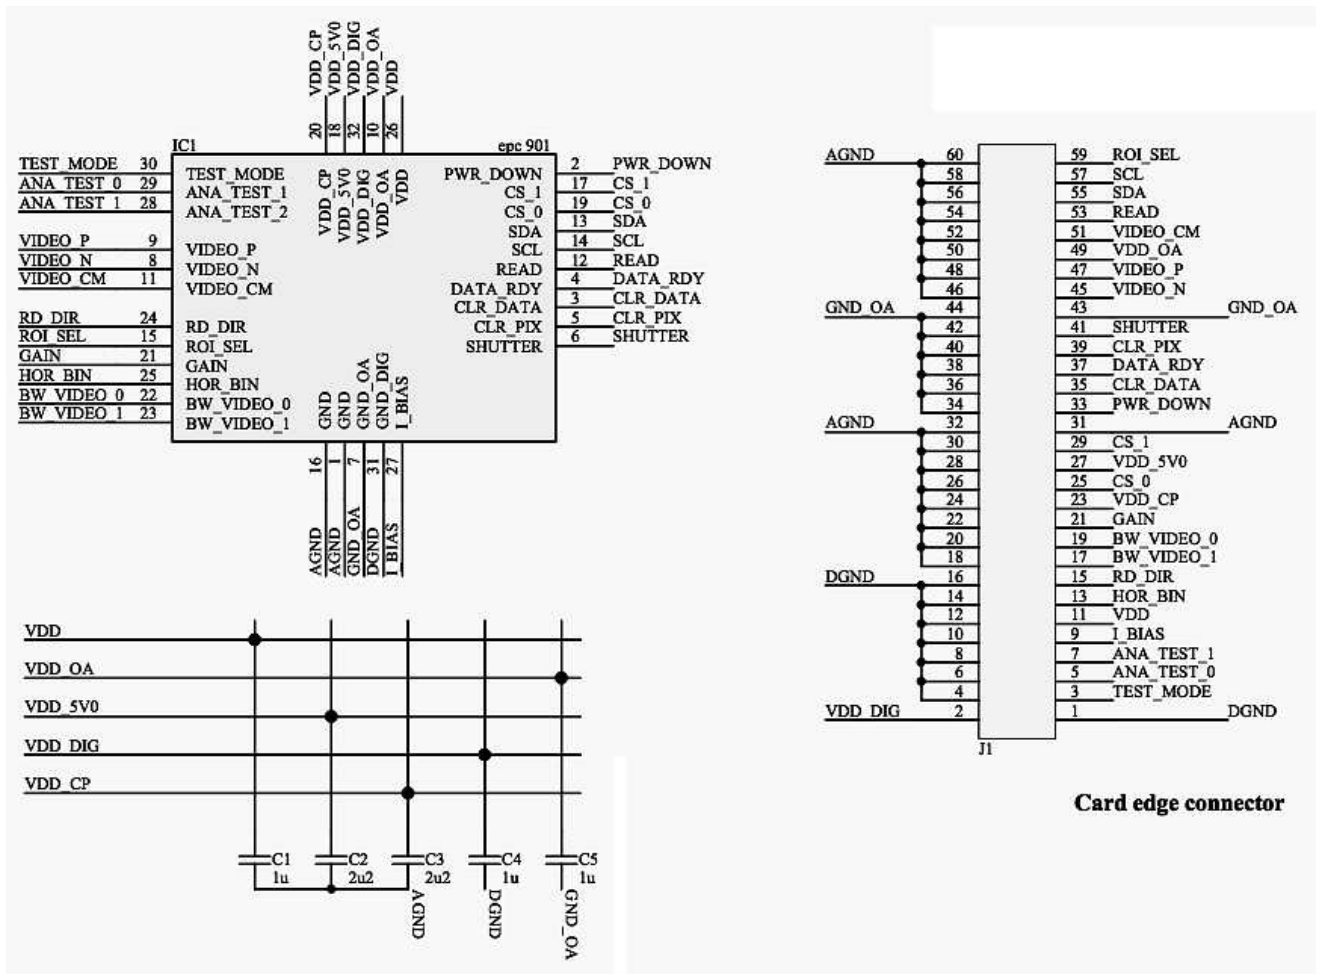 VDD_CP
VDD_5V0
VDD_DIG
VDD_OA
VDD
20
18
32
10
26
IC1
epc 901
TEST_MODE 30
ANA_TEST_0 29
ANA_TEST_1 28
VIDEO_P 9
VIDEO_N 8
VIDEO_CM 11
RD_DIR 24
ROI_SEL 15
GAIN 21
HOR_BIN 25
BW_VIDEO_0 22
BW_VIDEO_1 23
TEST_MODE
ANA_TEST_1
ANA_TEST_2
VIDEO_P
VIDEO_N
VIDEO_CM
RD_DIR
ROI_SEL
GAIN
HOR_BIN
BW_VIDEO_0
BW_VIDEO_1
VDD_CP
VDD_5V0
VDD_DIG
VDD_OA
VDD
PWR_DOWN
CS_1
CS_0
SDA
SCL
READ
DATA_RDY
CLR_DATA
CLR_PIX
SHUTTER
2 PWR_DOWN
17 CS_1
19 CS_0
13 SDA
14 SCL
12 READ
4 DATA_RDY
3 CLR_DATA
5 CLR_PIX
6 SHUTTER
GND
GND
GND_OA
GND_DIG
I_BIAS
16
1
7
31
27
AGND
AGND
GND_OA
DGND
I_BIAS
VDD
VDD_OA
VDD_5V0
VDD_DIG
VDD_CP
C1
1u
C2
2u2
C3
2u2
C4
1u
C5
1u
AGND
DGND
GND_OA
AGND 60 59 ROI_SEL
58 57 SCL
56 55 SDA
54 53 READ
52 51 VIDEO_CM
50 49 VDD_OA
48 47 VIDEO_P
46 45 VIDEO_N
GND_OA 44 43 GND_OA
42 41 SHUTTER
40 39 CLR_PIX
38 37 DATA_RDY
36 35 CLR_DATA
34 33 PWR_DOWN
AGND 32 31 AGND
30 29 CS_1
28 27 VDD_5V0
26 25 CS_0
24 23 VDD_CP
22 21 GAIN
20 19 BW_VIDEO_0
18 17 BW_VIDEO_1
DGND 16 15 RD_DIR
14 13 HOR_BIN
12 11 VDD
10 9 I_BIAS
8 7 ANA_TEST_1
6 5 ANA_TEST_0
4 3 TEST_MODE
VDD_DIG 2 1 DGND
J1
Card edge connector